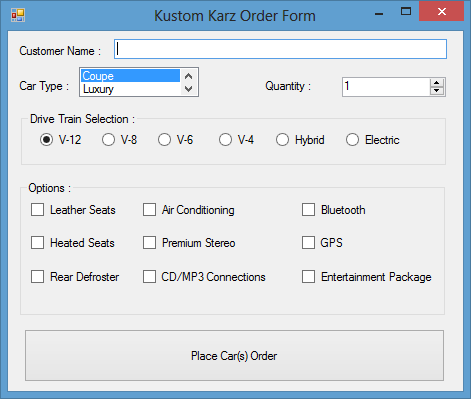 Kustom Karz Order Form
Customer Name :
Car Type : Coupe Luxury Quantity : 1
Drive Train Selection :
V-12 V-8 V-6 V-4 Hybrid Electric
Options :
Leather Seats Air Conditioning Bluetooth
Heated Seats Premium Stereo GPS
Rear Defroster CD/MP3 Connections Entertainment Package
Place Car(s) Order